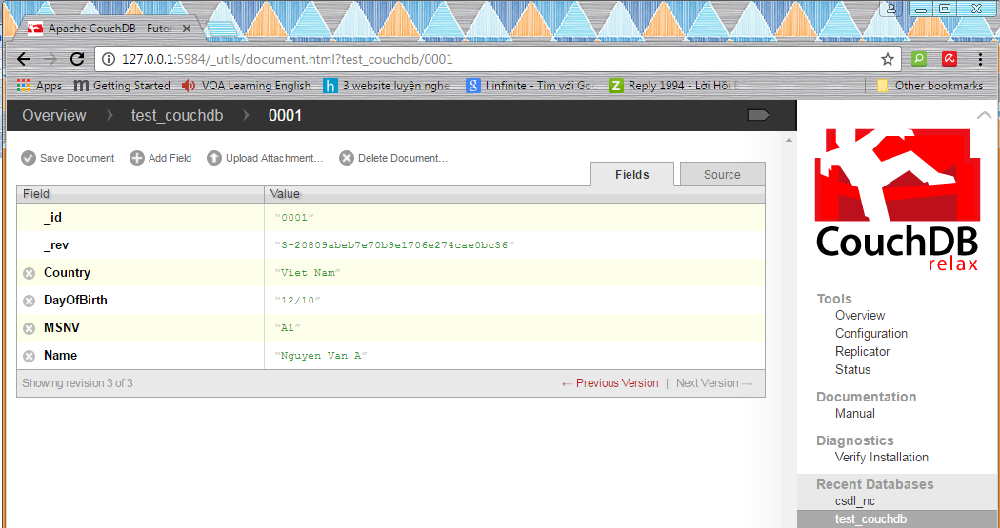 Apache CouchDB - Futon
127.0.0.1:5984/_utils/document.html?test_couchdb/0001
Apps Getting Started VOA Learning English 3 website luyện nghe I infinite - Tìm với Goo Reply 1994 - Lời Hồi Other bookmarks
Overview test_couchdb 0001
Save Document Add Field Upload Attachment... Delete Document...
Fields Source
Field Value
_id "0001"
_rev "3-20809abeb7e70b9e1706e274cae0bc36"
Country "Viet Nam"
DayOfBirth "12/10"
MSNV "A1"
Name "Nguyen Van A"
Showing revision 3 of 3 ← Previous Version | Next Version →
CouchDB
relax
Tools
Overview
Configuration
Replicator
Status
Documentation
Manual
Diagnostics
Verify Installation
Recent Databases
csdl_nc
test_couchdb